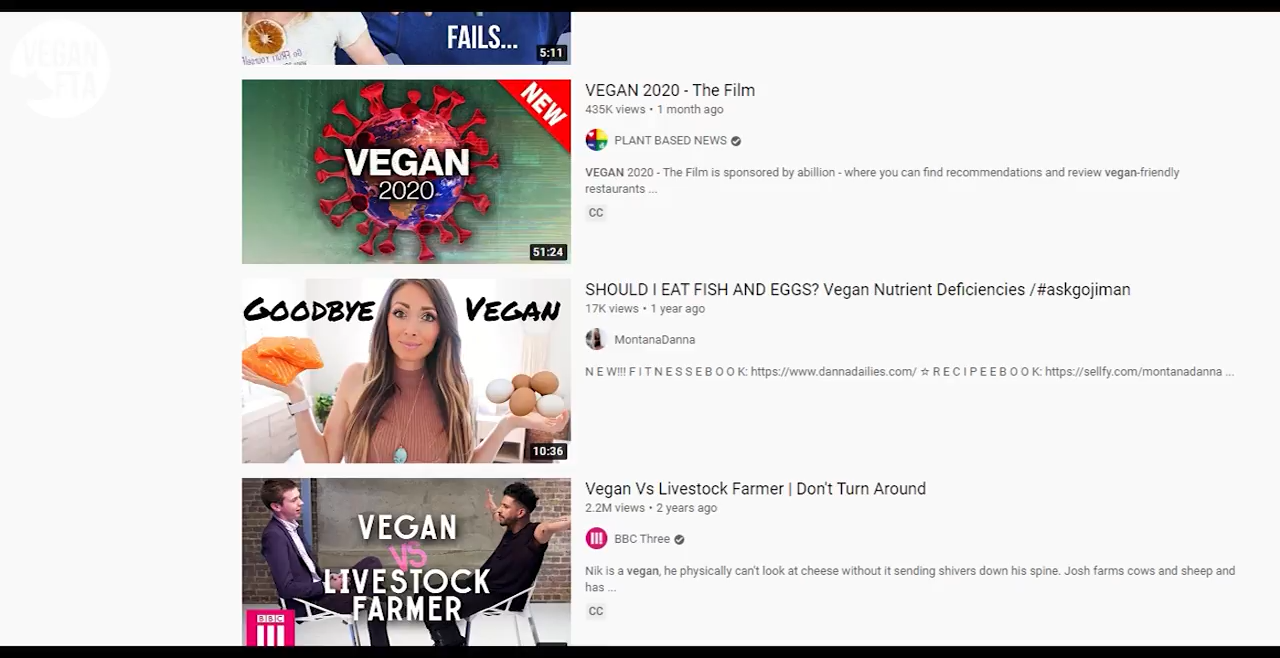 VEGAN
FTA
FAILS...
5:11
NEW
VEGAN
2020
51:24
VEGAN 2020 - The Film
435K views • 1 month ago
PLANT BASED NEWS
VEGAN 2020 - The Film is sponsored by abillion - where you can find recommendations and review vegan-friendly
restaurants ...
CC
GOODBYE VEGAN
10:36
SHOULD I EAT FISH AND EGGS? Vegan Nutrient Deficiencies /#askgojiman
17K views • 1 year ago
MontanaDanna
N E W!!! F I T N E S S E B O O K: https://www.dannadailies.com/ ☆ R E C I P E E B O O K: https://sellfy.com/montanadanna ...
VEGAN
VS
LIVESTOCK
FARMER
BBC
Vegan Vs Livestock Farmer | Don't Turn Around
2.2M views • 2 years ago
BBC Three
Nik is a vegan, he physically can't look at cheese without it sending shivers down his spine. Josh farms cows and sheep and
has ...
CC